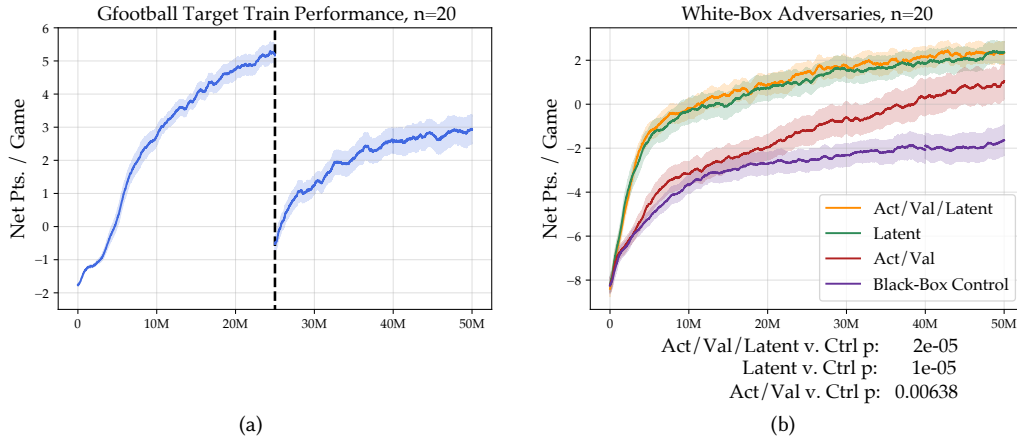 Gfootball Target Train Performance, n=20
Net Pts. / Game
6
5
4
3
2
1
0
−1
−2
0 10M 20M 30M 40M 50M
(a)
White-Box Adversaries, n=20
Net Pts. / Game
2
0
−2
−4
−6
−8
Act/Val/Latent
Latent
Act/Val
Black-Box Control
0 10M 20M 30M 40M 50M
Act/Val/Latent v. Ctrl p: 2e-05
Latent v. Ctrl p: 1e-05
Act/Val v. Ctrl p: 0.00638
(b)